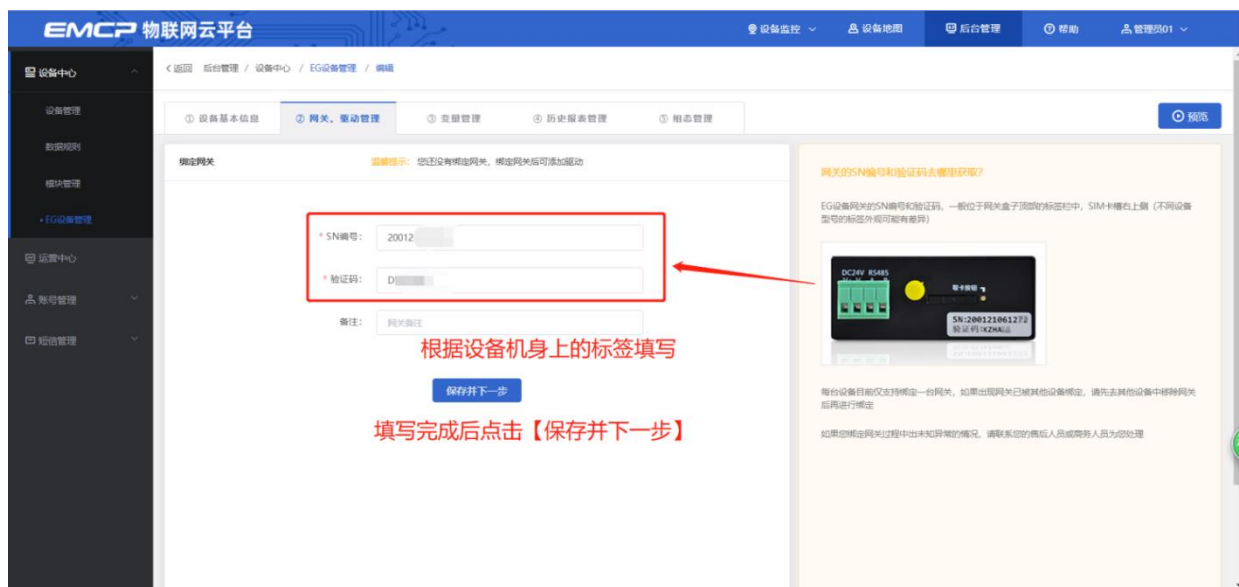 EMCP 物联网云平台
设备监控
设备地图
后台管理
帮助
管理员01
设备中心
<返回 后台管理 / 设备中心 / EG设备管理 / 编辑
设备管理
数据规则
模块管理
• EG设备管理
运营中心
账号管理
短信管理
① 设备基本信息
② 网关、驱动管理
③ 变量管理
④ 历史报表管理
⑤ 组态管理
预览
绑定网关
温馨提示: 您还没有绑定网关，绑定网关后可添加驱动
* SN编号:
20012
* 验证码:
D
备注:
网关备注
根据设备机身上的标签填写
保存并下一步
填写完成后点击【保存并下一步】
网关的SN编号和验证码去哪里获取?
EG设备网关的SN编号和验证码，一般位于网关盒子顶部的标签栏中，SIM卡槽右上侧（不同设备
型号的标签外观可能有差异）
DC24V RS485
V- V+ A B
取卡按钮
SN:200121061272
验证码:XZHA
每台设备目前仅支持绑定一台网关，如果出现网关已被其他设备绑定，请先去其他设备中移除网关
后再进行绑定
如果您绑定网关过程中出未知异常的情况，请联系您的售后人员或商务人员为您处理